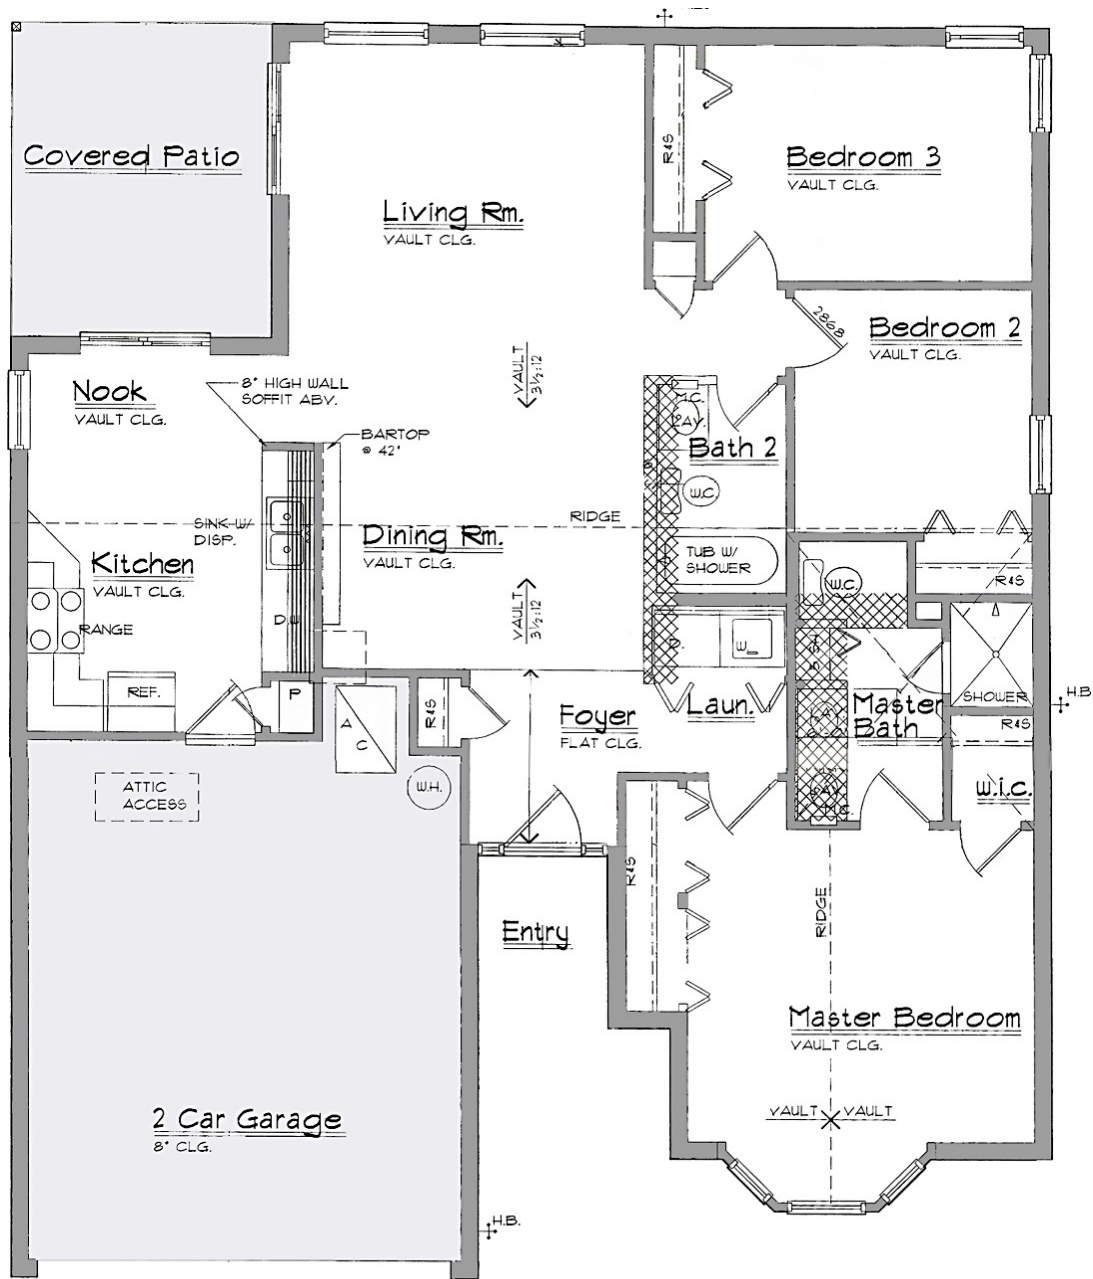 Covered Patio
Living Rm.
VAULT CLG.
R&S
Bedroom 3
VAULT CLG.
2868
Bedroom 2
VAULT CLG.
Nook
VAULT CLG.
8" HIGH WALL
SOFFIT ABV.
VAULT
3½:12
BARTOP
@ 42"
M.C.
LAV.
Bath 2
W.C.
SINK W/
DISP.
RIDGE
Dining Rm.
VAULT CLG.
Kitchen
VAULT CLG.
TUB W/
SHOWER
W.C.
R&S
RANGE
D.W
VAULT
3½:12
D.
W
REF.
P
R&S
A
C
Foyer
FLAT CLG.
Laun.
Master
Bath
LAV
SHOWER
H.B.
R&S
ATTIC
ACCESS
W.H.
W.I.C.
LAV
R&S
Entry
RIDGE
Master Bedroom
VAULT CLG.
2 Car Garage
8" CLG.
VAULT
VAULT
H.B.